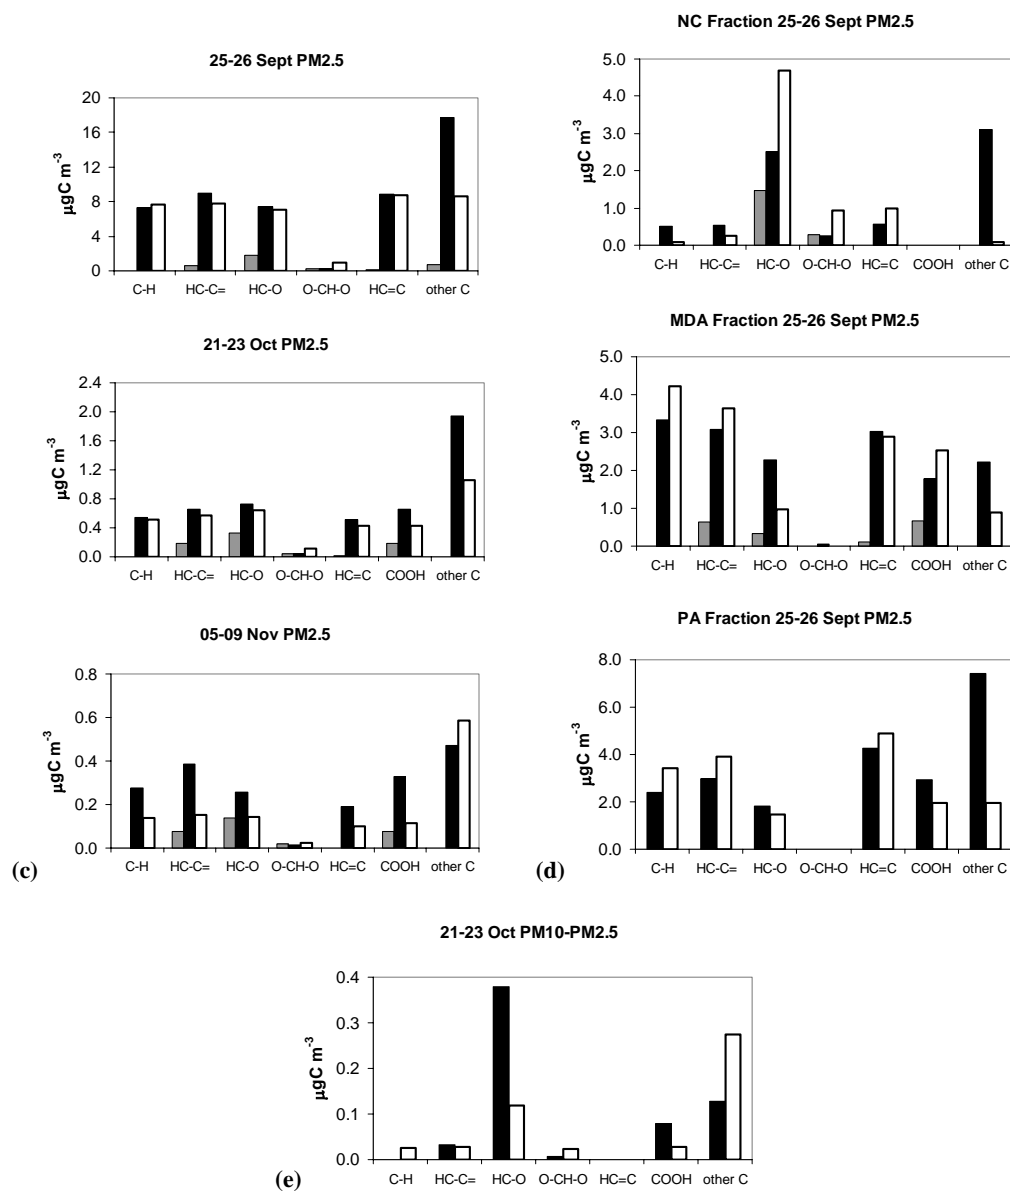 25-26 Sept PM2.5
µgC m-3
20
16
12
8
4
0
C-H HC-C= HC-O O-CH-O HC=C other C
21-23 Oct PM2.5
µgC m-3
2.4
2.0
1.6
1.2
0.8
0.4
0.0
C-H HC-C= HC-O O-CH-O HC=C COOH other C
05-09 Nov PM2.5
µgC m-3
0.8
0.6
0.4
0.2
0.0
C-H HC-C= HC-O O-CH-O HC=C COOH other C
(c)
NC Fraction 25-26 Sept PM2.5
µgC m-3
5.0
4.0
3.0
2.0
1.0
0.0
C-H HC-C= HC-O O-CH-O HC=C COOH other C
MDA Fraction 25-26 Sept PM2.5
µgC m-3
5.0
4.0
3.0
2.0
1.0
0.0
C-H HC-C= HC-O O-CH-O HC=C COOH other C
PA Fraction 25-26 Sept PM2.5
µgC m-3
8.0
6.0
4.0
2.0
0.0
C-H HC-C= HC-O O-CH-O HC=C COOH other C
(d)
21-23 Oct PM10-PM2.5
µgC m-3
0.4
0.3
0.2
0.1
0.0
C-H HC-C= HC-O O-CH-O HC=C COOH other C
(e)